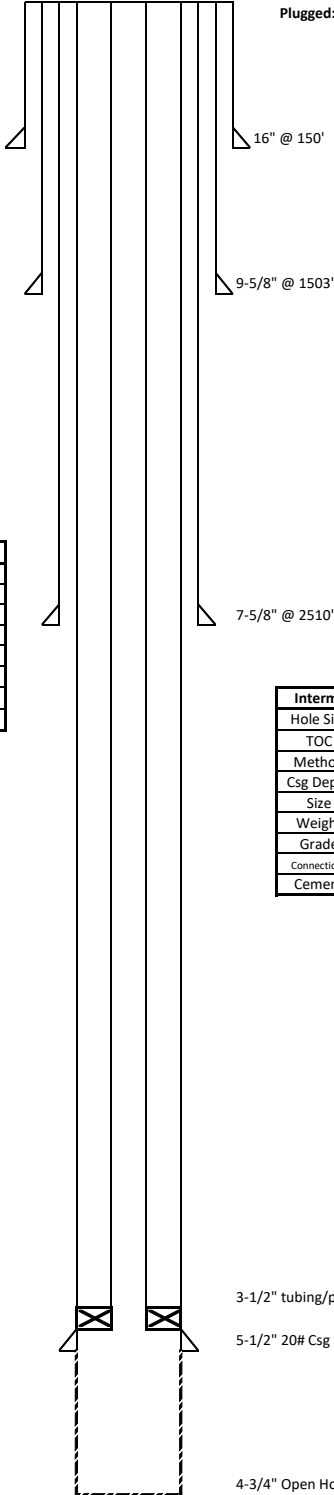 Plugged:
16" @ 150'
9-5/8" @ 1503'
7-5/8" @ 2510'
Interm
Hole Si
TOC
Metho
Csg Dep
Size
Weigh
Grade
Connectio
Cemen
3-1/2" tubing/p
5-1/2" 20# Csg
4-3/4" Open Ho